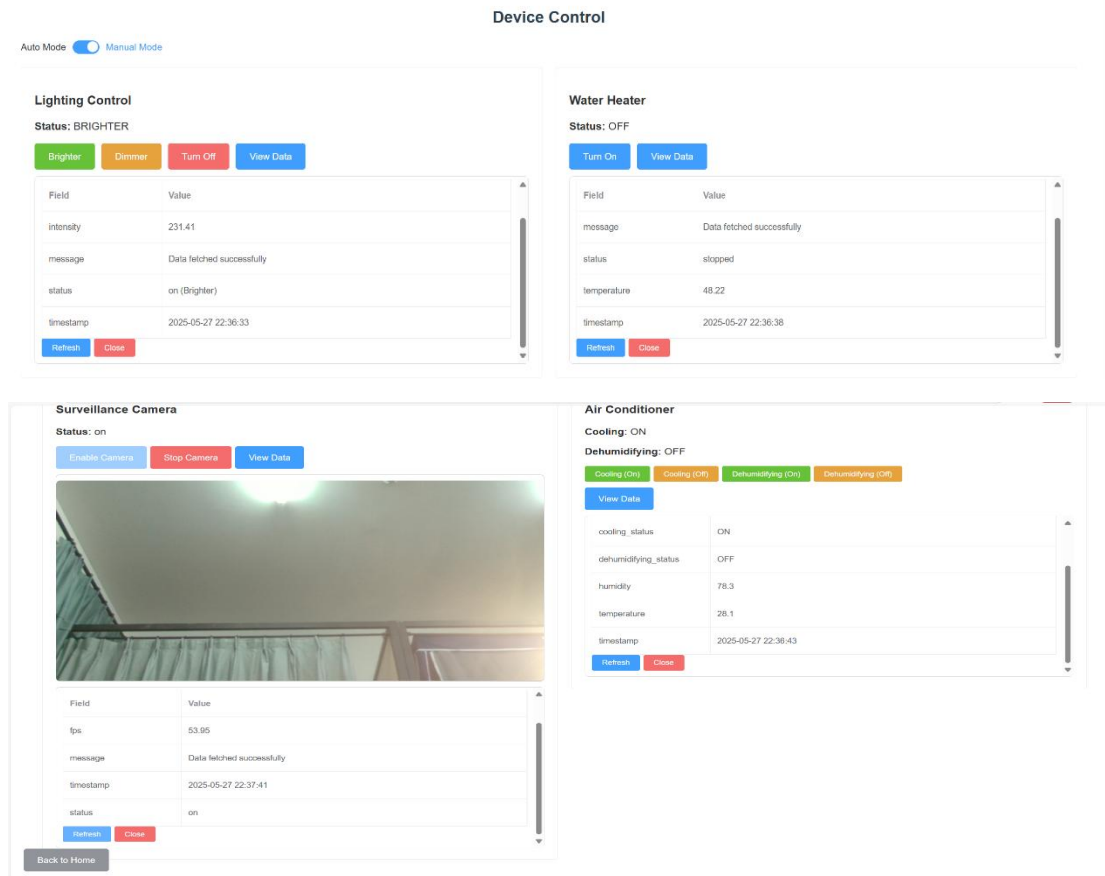 Device Control
Auto Mode Manual Mode
Lighting Control
Status: BRIGHTER
Brighter Dimmer Turn Off View Data
Field Value
intensity 231.41
message Data fetched successfully
status on (Brighter)
timestamp 2025-05-27 22:36:33
Refresh Close
Water Heater
Status: OFF
Turn On View Data
Field Value
message Data fetched successfully
status stopped
temperature 48.22
timestamp 2025-05-27 22:36:38
Refresh Close
Surveillance Camera
Status: on
Enable Camera Stop Camera View Data
Field Value
fps 53.95
message Data fetched successfully
timestamp 2025-05-27 22:37:41
status on
Refresh Close
Air Conditioner
Cooling: ON
Dehumidifying: OFF
Cooling (On) Cooling (Off) Dehumidifying (On) Dehumidifying (Off)
View Data
cooling_status ON
dehumidifying_status OFF
humidity 78.3
temperature 28.1
timestamp 2025-05-27 22:36:43
Refresh Close
Back to Home